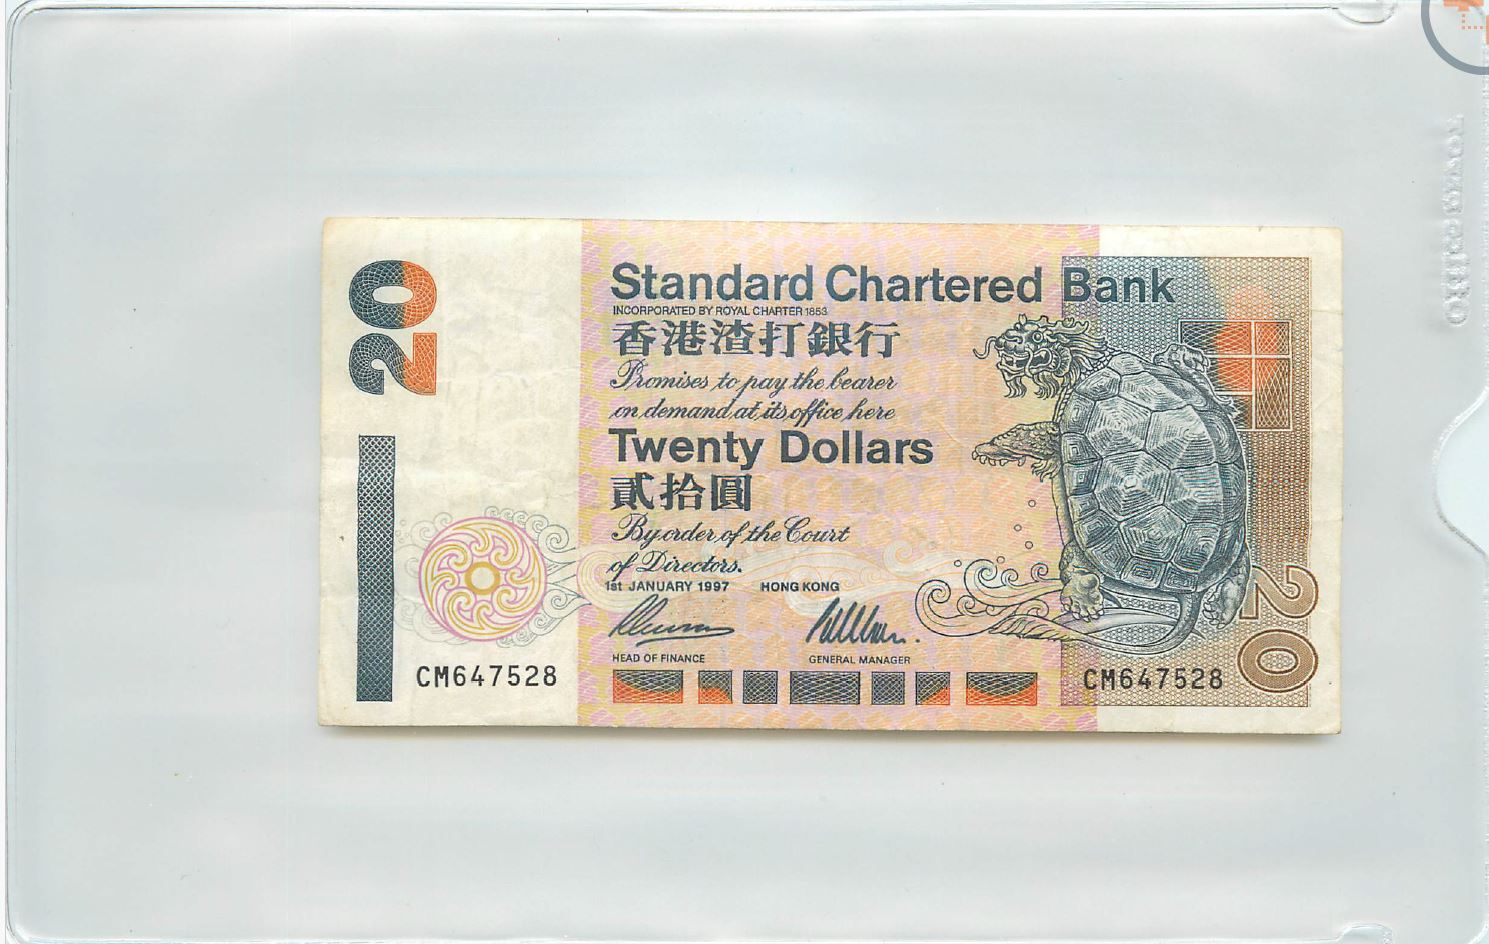 20
Standard Chartered Bank
INCORPORATED BY ROYAL CHARTER 1853
香港渣打銀行
Promises to pay the bearer
on demand at its office here
Twenty Dollars
貳拾圓
By order of the Court
of Directors.
1st JANUARY 1997 HONG KONG
HEAD OF FINANCE GENERAL MANAGER
CM647528 CM647528
20